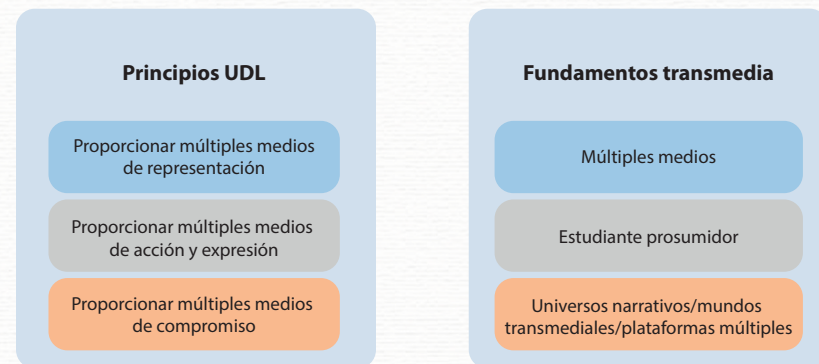 Principios UDL
Proporcionar múltiples medios
de representación
Proporcionar múltiples medios
de acción y expresión
Proporcionar múltiples medios
de compromiso
Fundamentos transmedia
Múltiples medios
Estudiante prosumidor
Universos narrativos/mundos
transmediales/plataformas múltiples